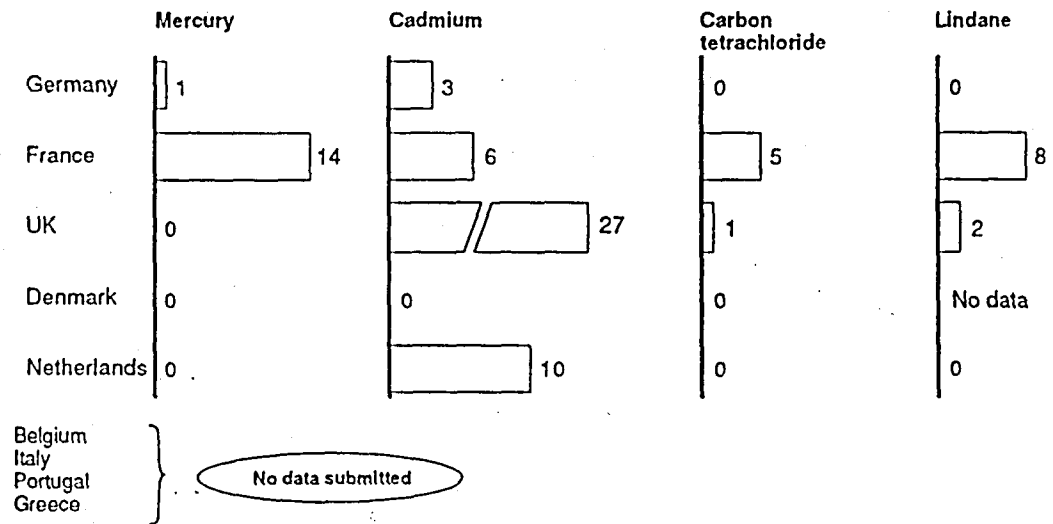 Mercury Cadmium Carbon tetrachloride Lindane
Germany 1 3 0 0
France 14 6 5 8
UK 0 27 1 2
Denmark 0 0 0 No data
Netherlands 0 10 0 0
Belgium
Italy
Portugal
Greece
No data submitted